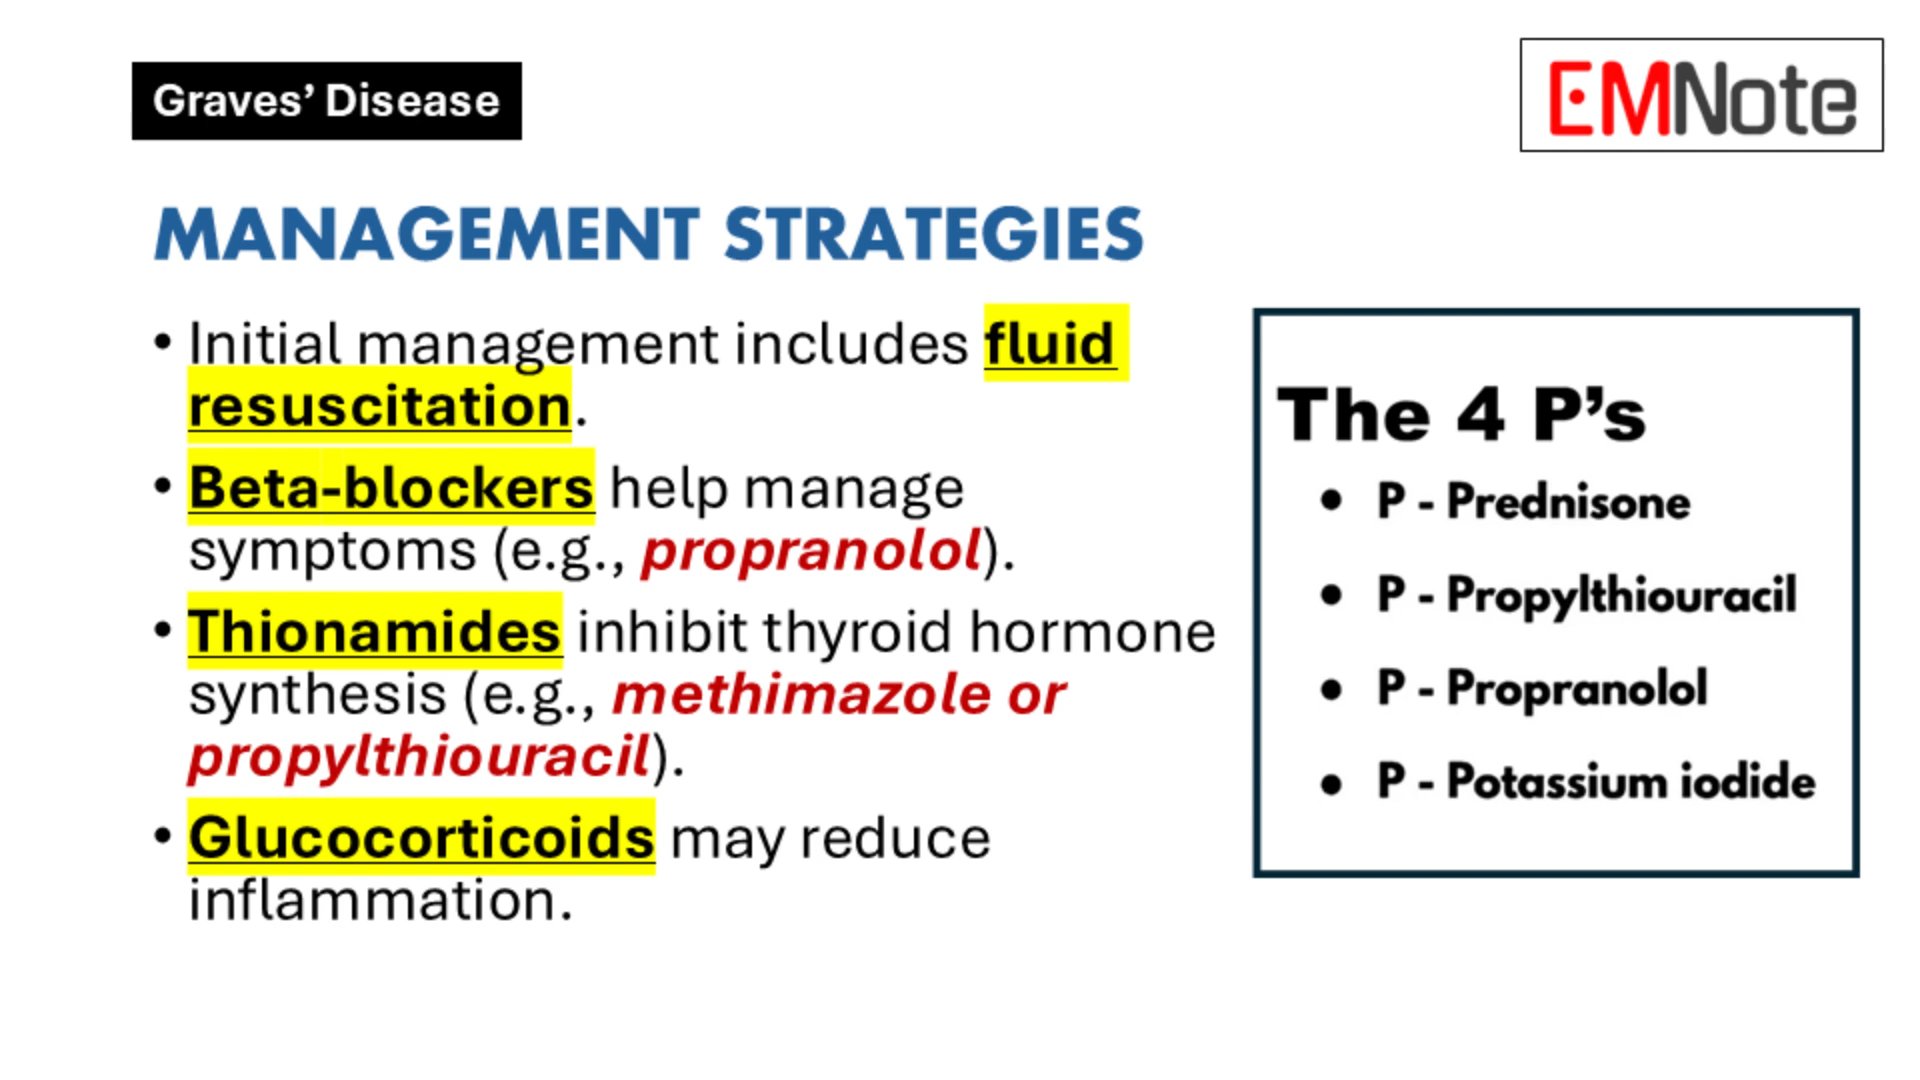 Graves’ Disease
EMNote
MANAGEMENT STRATEGIES
• Initial management includes fluid
resuscitation.
• Beta-blockers help manage
symptoms (e.g., propranolol).
• Thionamides inhibit thyroid hormone
synthesis (e.g., methimazole or
propylthiouracil).
• Glucocorticoids may reduce
inflammation.
The 4 P’s
• P - Prednisone
• P - Propylthiouracil
• P - Propranolol
• P - Potassium iodide